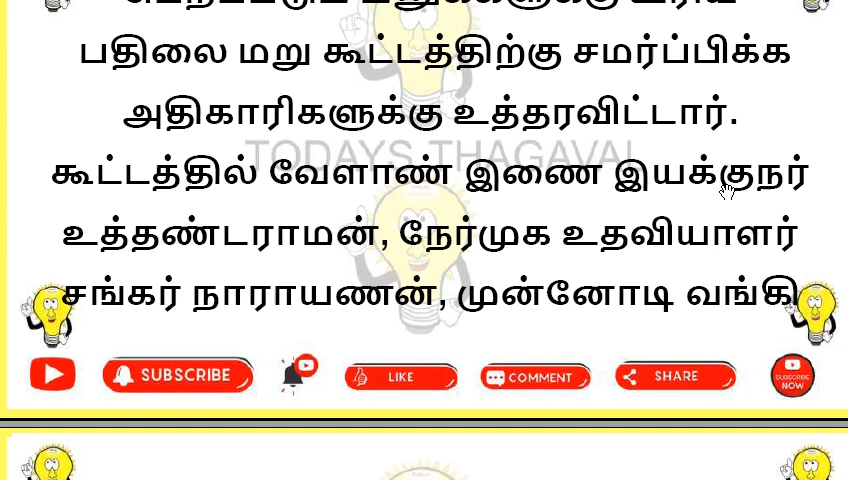 பதிலை மறு கூட்டத்திற்கு சமர்ப்பிக்க
அதிகாரிகளுக்கு உத்தரவிட்டார்.
TODAYS THAGAVAL
கூட்டத்தில் வேளாண் இணை இயக்குநர்
உத்தண்டராமன், நேர்முக உதவியாளர்
சங்கர் நாராயணன், முன்னோடி வங்கி
SUBSCRIBE
LIKE
COMMENT
SHARE
SUBSCRIBE
NOW